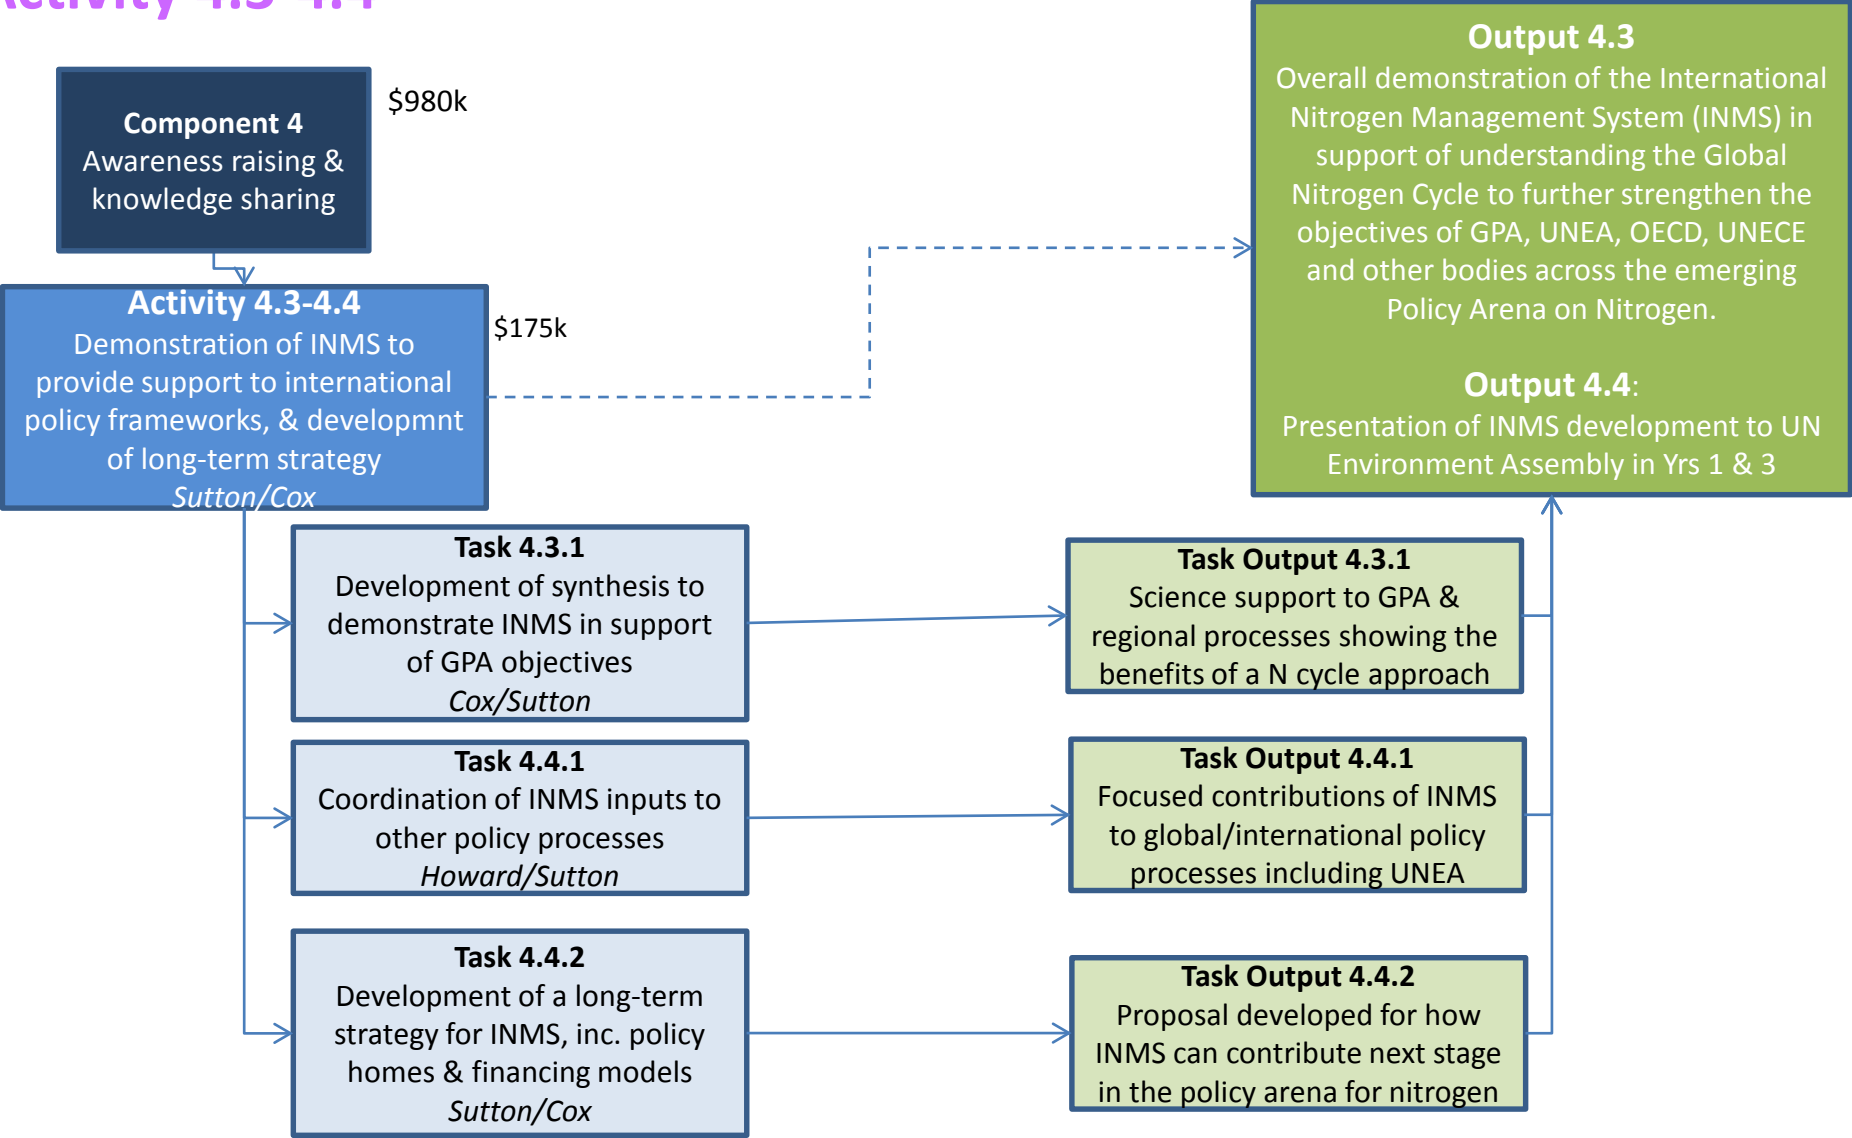 Activity 4.3-4.4
Component 4
Awareness raising &
knowledge sharing
$980k
Activity 4.3-4.4
Demonstration of INMS to
provide support to international
policy frameworks, & developmnt
of long-term strategy
Sutton/Cox
$175k
Output 4.3
Overall demonstration of the International
Nitrogen Management System (INMS) in
support of understanding the Global
Nitrogen Cycle to further strengthen the
objectives of GPA, UNEA, OECD, UNECE
and other bodies across the emerging
Policy Arena on Nitrogen.
Output 4.4:
Presentation of INMS development to UN
Environment Assembly in Yrs 1 & 3
Task 4.3.1
Development of synthesis to
demonstrate INMS in support
of GPA objectives
Cox/Sutton
Task Output 4.3.1
Science support to GPA &
regional processes showing the
benefits of a N cycle approach
Task 4.4.1
Coordination of INMS inputs to
other policy processes
Howard/Sutton
Task Output 4.4.1
Focused contributions of INMS
to global/international policy
processes including UNEA
Task 4.4.2
Development of a long-term
strategy for INMS, inc. policy
homes & financing models
Sutton/Cox
Task Output 4.4.2
Proposal developed for how
INMS can contribute next stage
in the policy arena for nitrogen